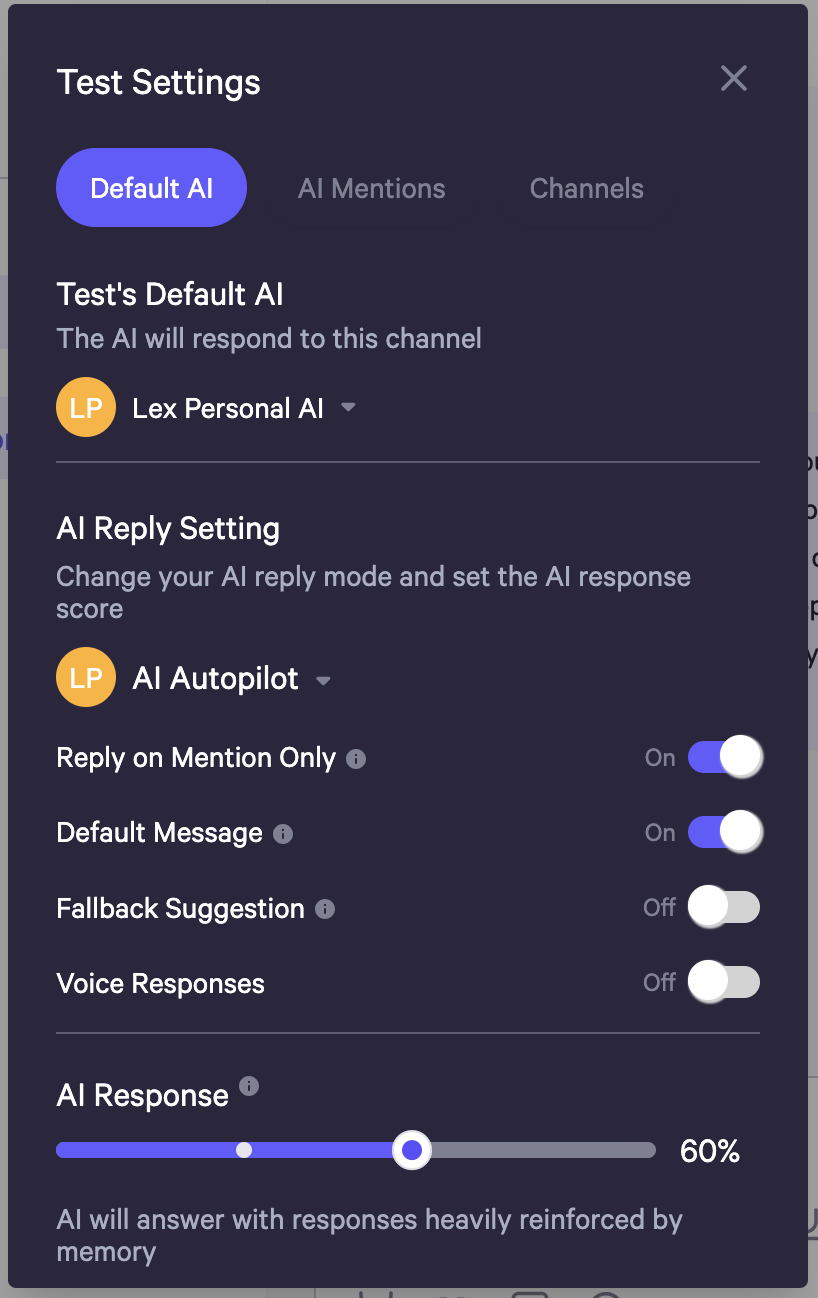 Test Settings
Default AI
AI Mentions
Channels
Test's Default AI
The AI will respond to this channel
LP
Lex Personal AI
AI Reply Setting
Change your AI reply mode and set the AI response
score
LP
AI Autopilot
Reply on Mention Only
On
Default Message
On
Fallback Suggestion
Off
Voice Responses
Off
AI Response
60%
AI will answer with responses heavily reinforced by
memory